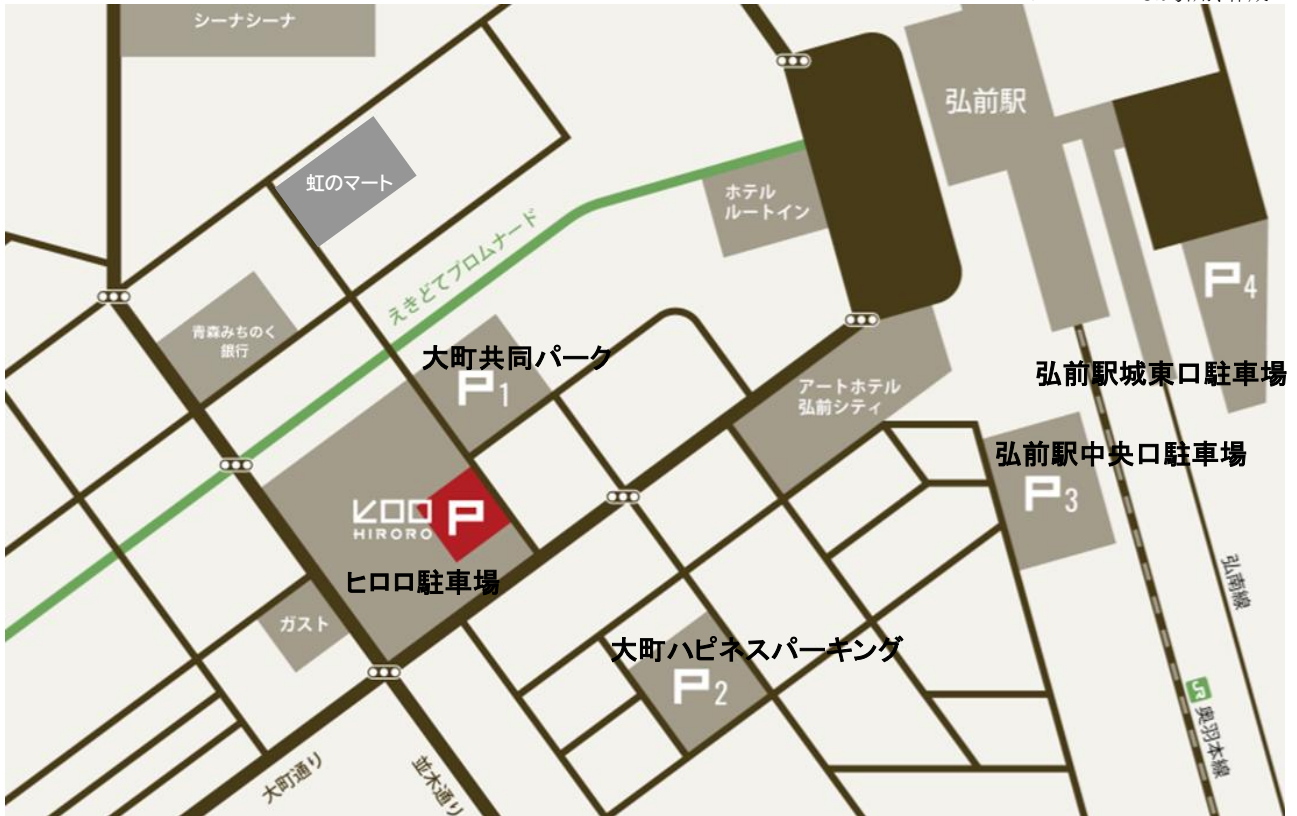 シーナシーナ
弘前駅
虹のマート
ホテル
ルートイン
えきどてプロムナード
P4
青森みちのく
銀行
大町共同パーク
P1
アートホテル
弘前シティ
弘前駅城東口駐車場
弘前駅中央口駐車場
P3
ヒロロ
HIRORO
P
ヒロロ駐車場
弘南線
ガスト
大町ハピネスパーキング
P2
JR 奥羽本線
大町通り
並木通り